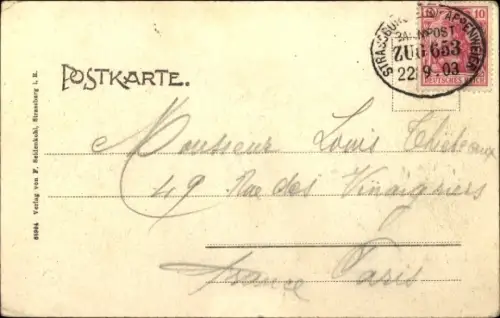 STRASSBURG APPENWEIER
BAHNPOST
ZUG 653
22 9.03
10
DEUTSCHES REICH
POSTKARTE.
Monsieur Louis
49 Rue des Vinaigriers
France Paris
Verlag von F. Seidenkohl, Strassburg i. E.